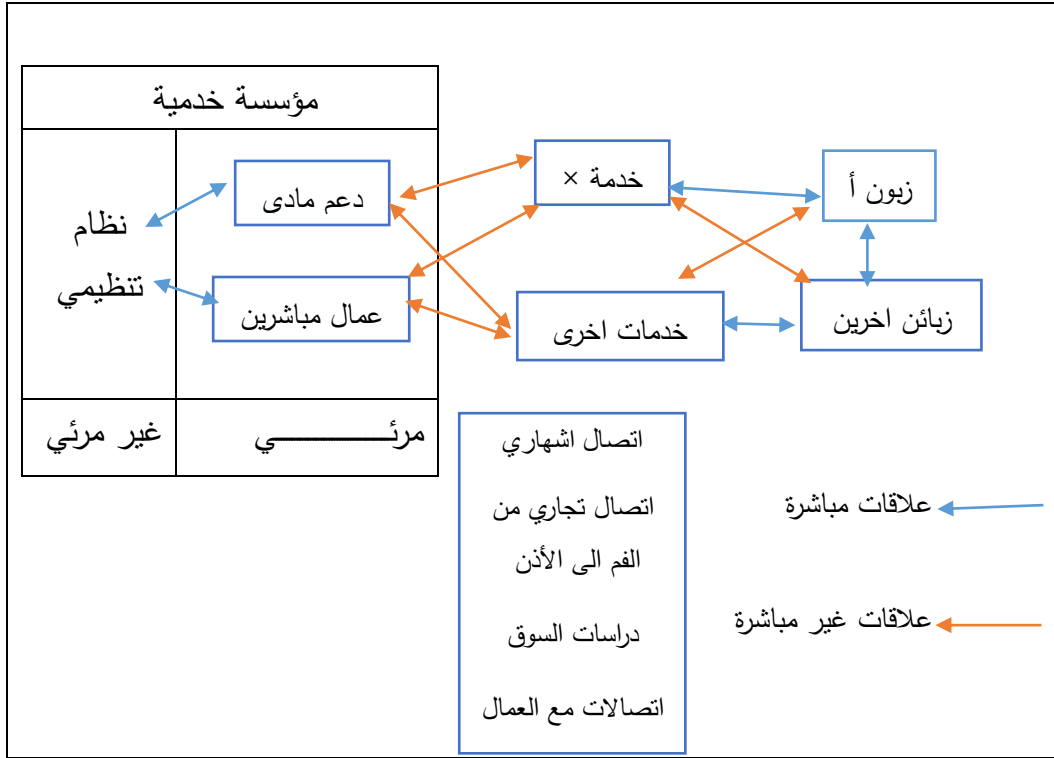 مؤسسة خدمية
زبون أ
خدمة ×
دعم مادى
نظام
تنظيمي
زبائن اخرين
خدمات اخرى
عمال مباشرين
مرئـــــــــــي
غير مرئي
اتصال اشهاري
اتصال تجاري من
الفم الى الأذن
دراسات السوق
اتصالات مع العمال
علاقات مباشرة
علاقات غير مباشرة